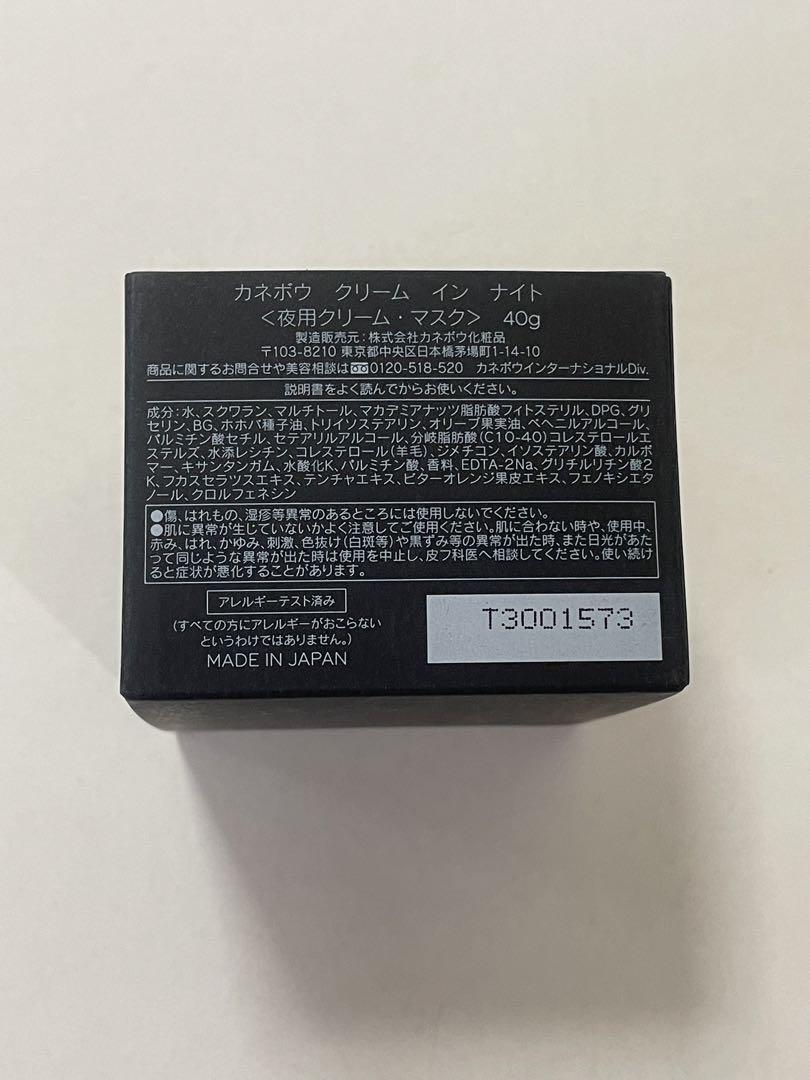 カネボウ クリーム イン ナイト
<夜用クリーム・マスク> 40g
製造販売元:株式会社カネボウ化粧品
〒103-8210 東京都中央区日本橋茅場町1-14-10
商品に関するお問合せや美容相談は0120-518-520 カネボウインターナショナルDiv.
説明書をよく読んでからお使いください。
成分:水、スクワラン、マルチトール、マカデミアナッツ脂肪酸フィトステリル、DPG、グリ
セリン、BG、ホホバ種子油、トリイソステアリン、オリーブ果実油、ベヘニルアルコール、
パルミチン酸セチル、セテアリルアルコール、分岐脂肪酸(C10-40)コレステロールエ
ステルズ、水添レシチン、コレステロール(羊毛)、ジメチコン、イソステアリン酸、カルボ
マー、キサンタンガム、水酸化K、パルミチン酸、香料、EDTA-2Na、グリチルリチン酸2
K、フカスセラツスエキス、テンチャエキス、ビターオレンジ果皮エキス、フェノキシエタ
ノール、クロルフェネシン
●傷、はれもの、湿疹等異常のあるところには使用しないでください。
●肌に異常が生じていないかよく注意してご使用ください。肌に合わない時や、使用中、
赤み、はれ、かゆみ、刺激、色抜け(白斑等)や黒ずみ等の異常が出た時、また日光があた
って同じような異常が出た時は使用を中止し、皮フ科医へ相談してください。使い続け
ると症状が悪化することがあります。
アレルギーテスト済み
(すべての方にアレルギーがおこらない
というわけではありません。)
MADE IN JAPAN
T3001573